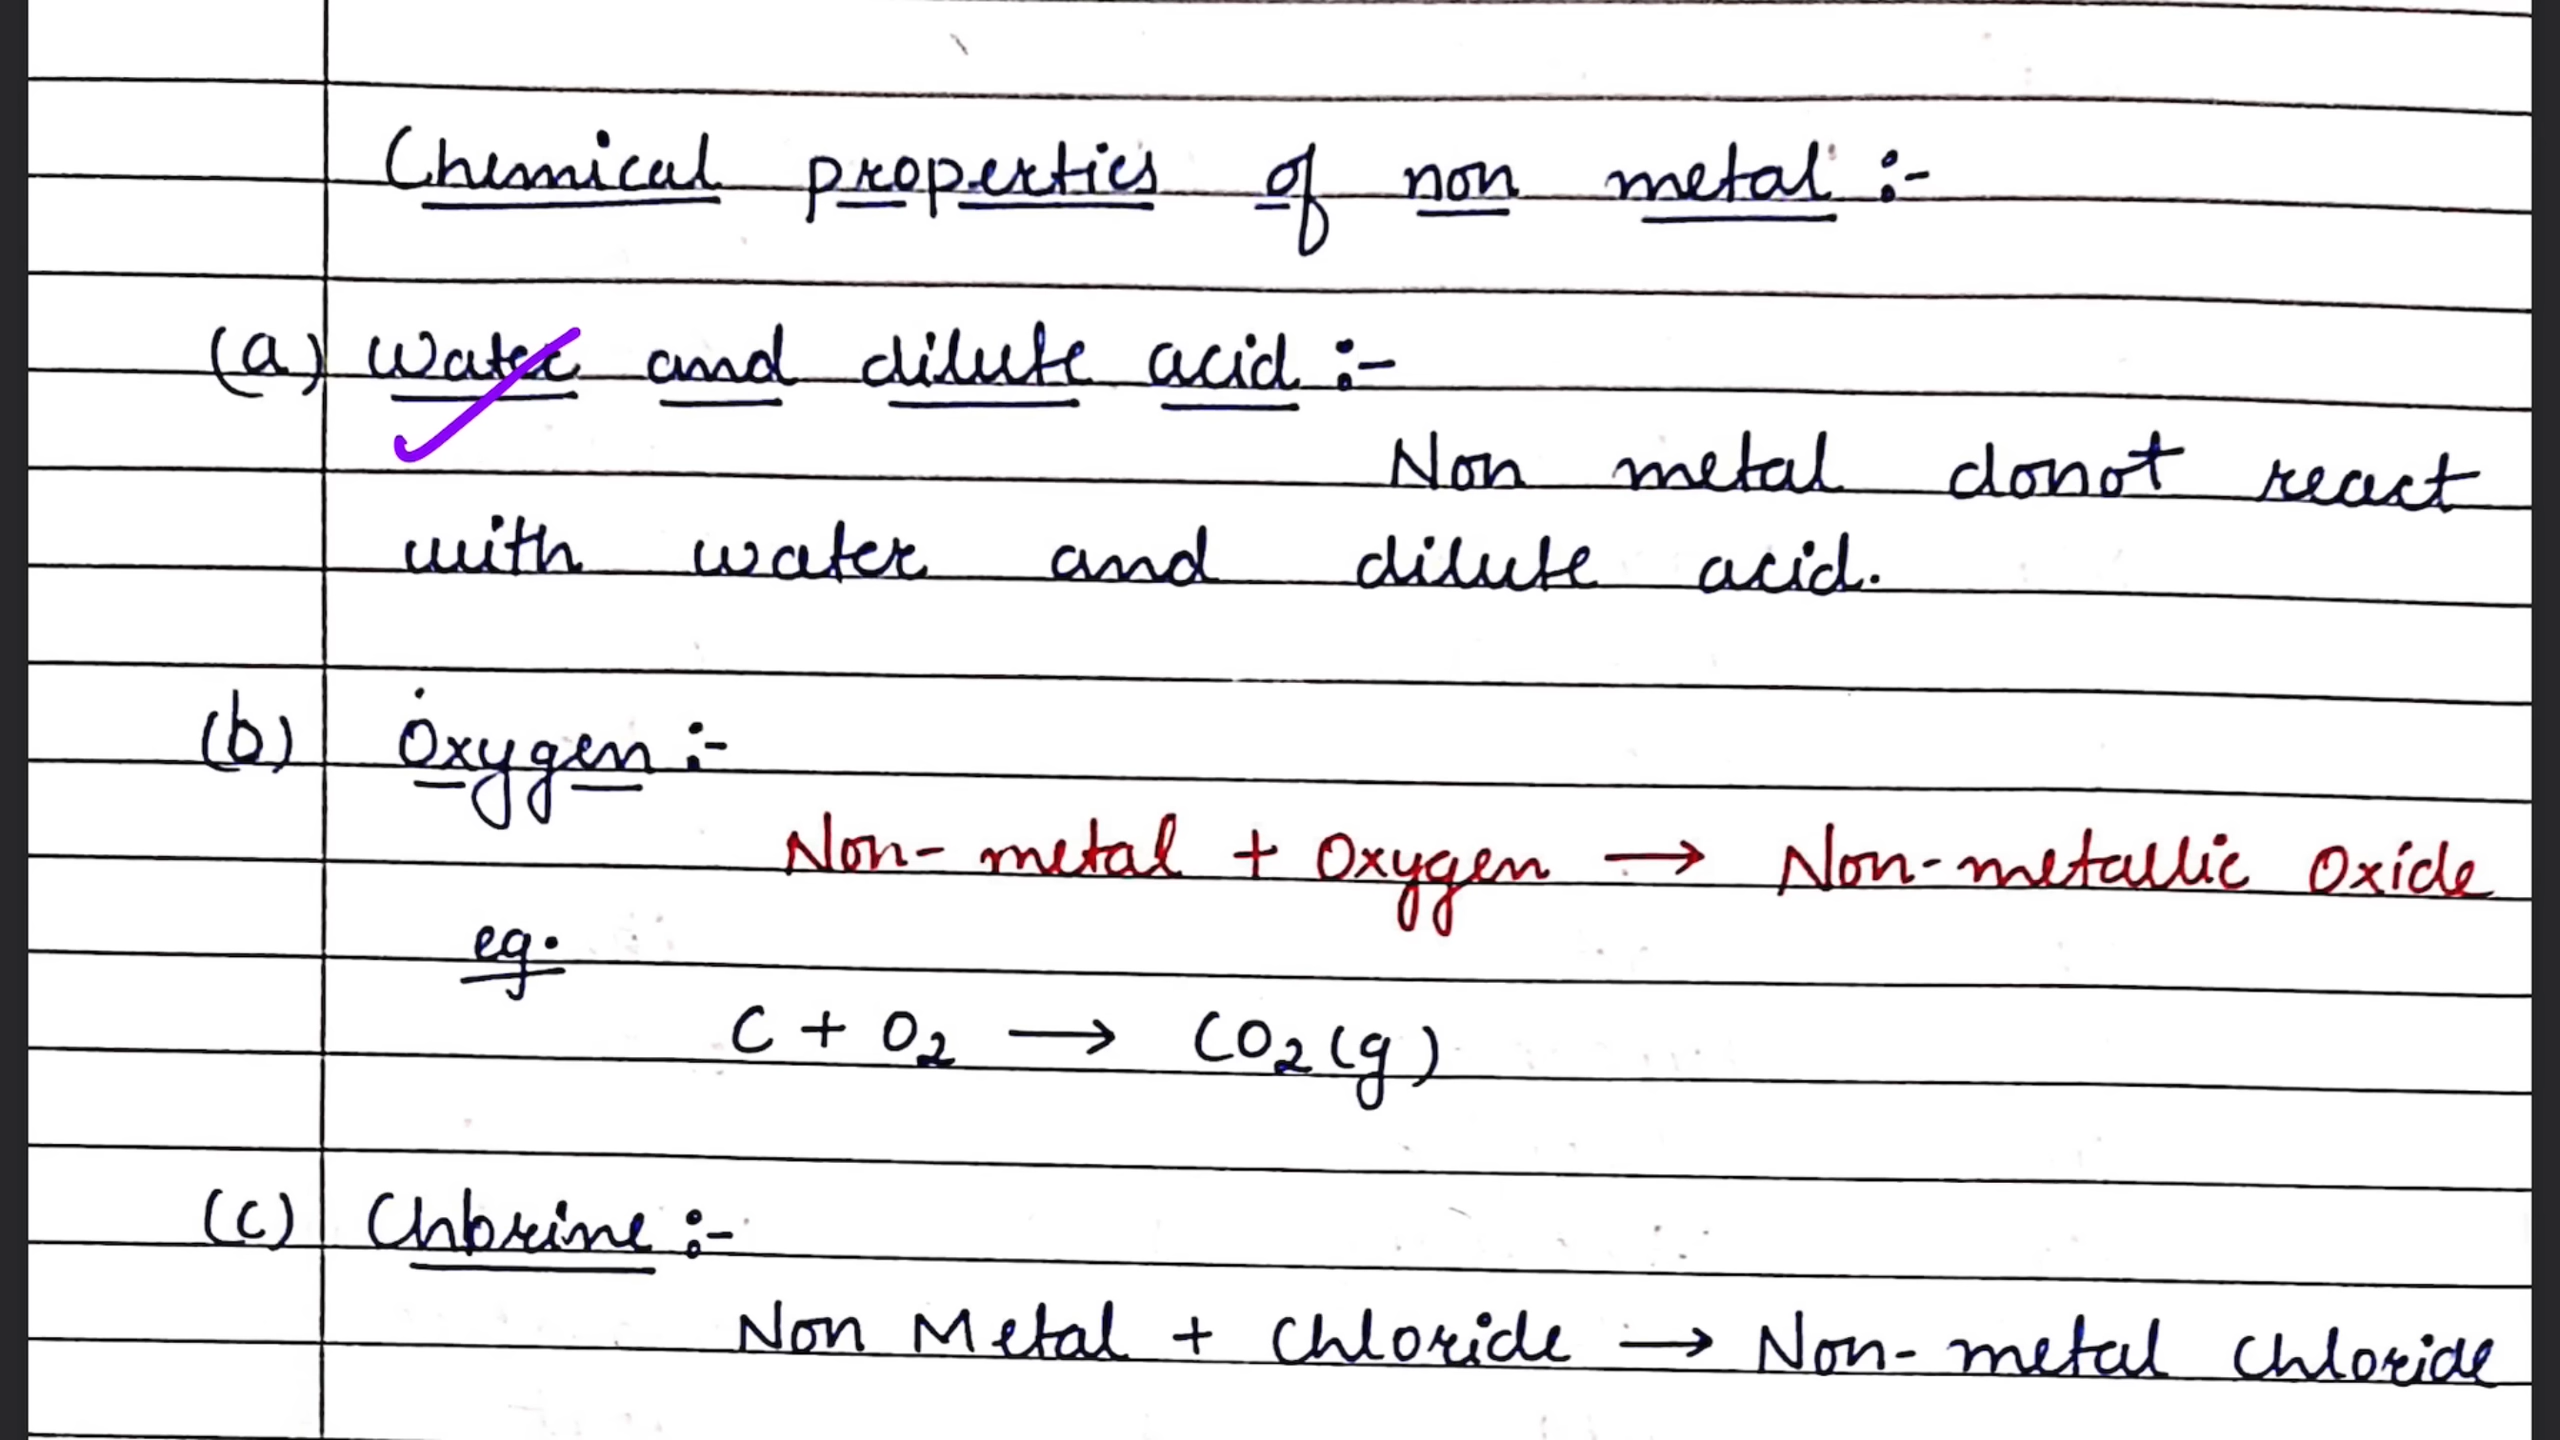 Chemical properties of non metal :-
(a) Water and dilute acid :-
Non metal donot react
with water and dilute acid.
(b) Oxygen :-
Non-metal + Oxygen → Non-metallic Oxide
eg.
C + O₂ → CO₂(g)
(c) Chlorine :-
Non Metal + Chloride → Non-metal Chloride